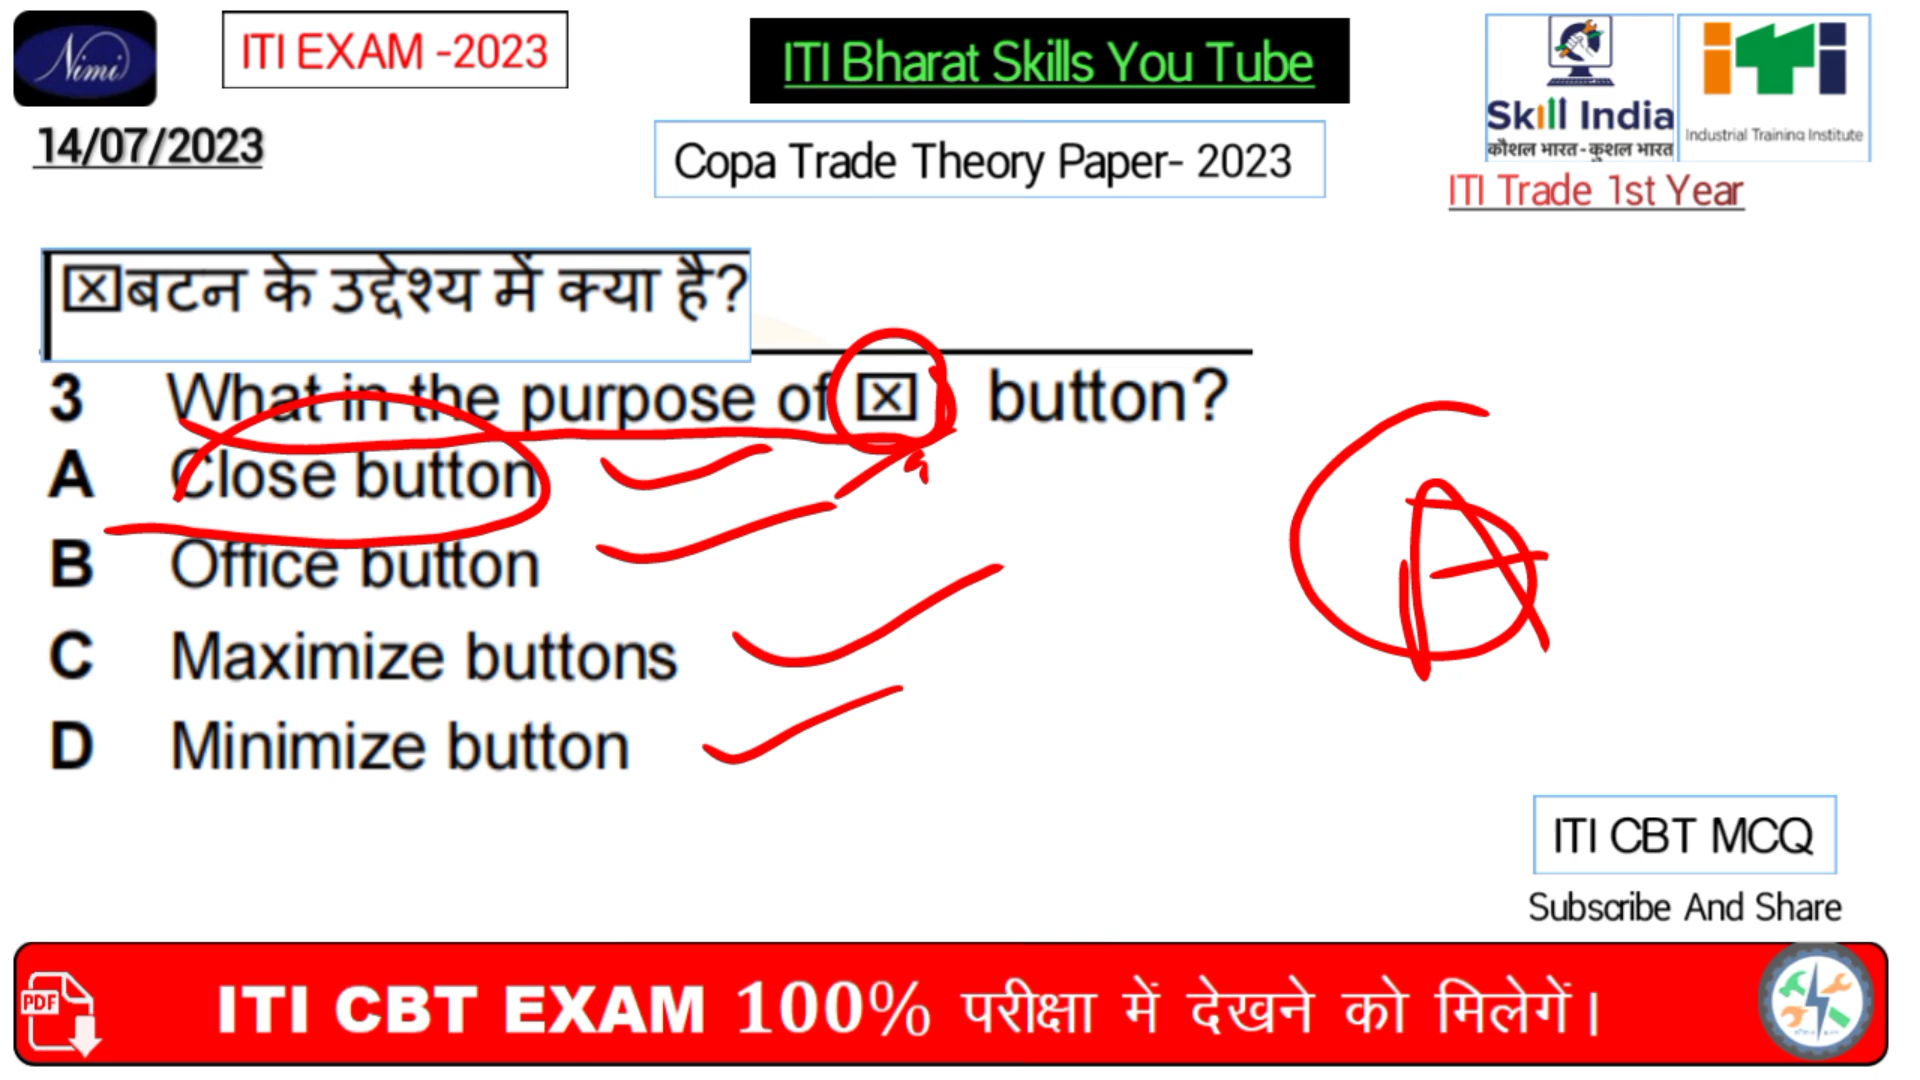 Nimi
ITI EXAM -2023
ITI Bharat Skills You Tube
Skill India
कौशल भारत - कुशल भारत
iTi
Industrial Training Institute
14/07/2023
Copa Trade Theory Paper- 2023
ITI Trade 1st Year
☒बटन के उद्देश्य में क्या है?
3 What in the purpose of ☒ button?
A Close button
B Office button
C Maximize buttons
D Minimize button
A
ITI CBT MCQ
Subscribe And Share
PDF
ITI CBT EXAM 100% परीक्षा में देखने को मिलेगें।